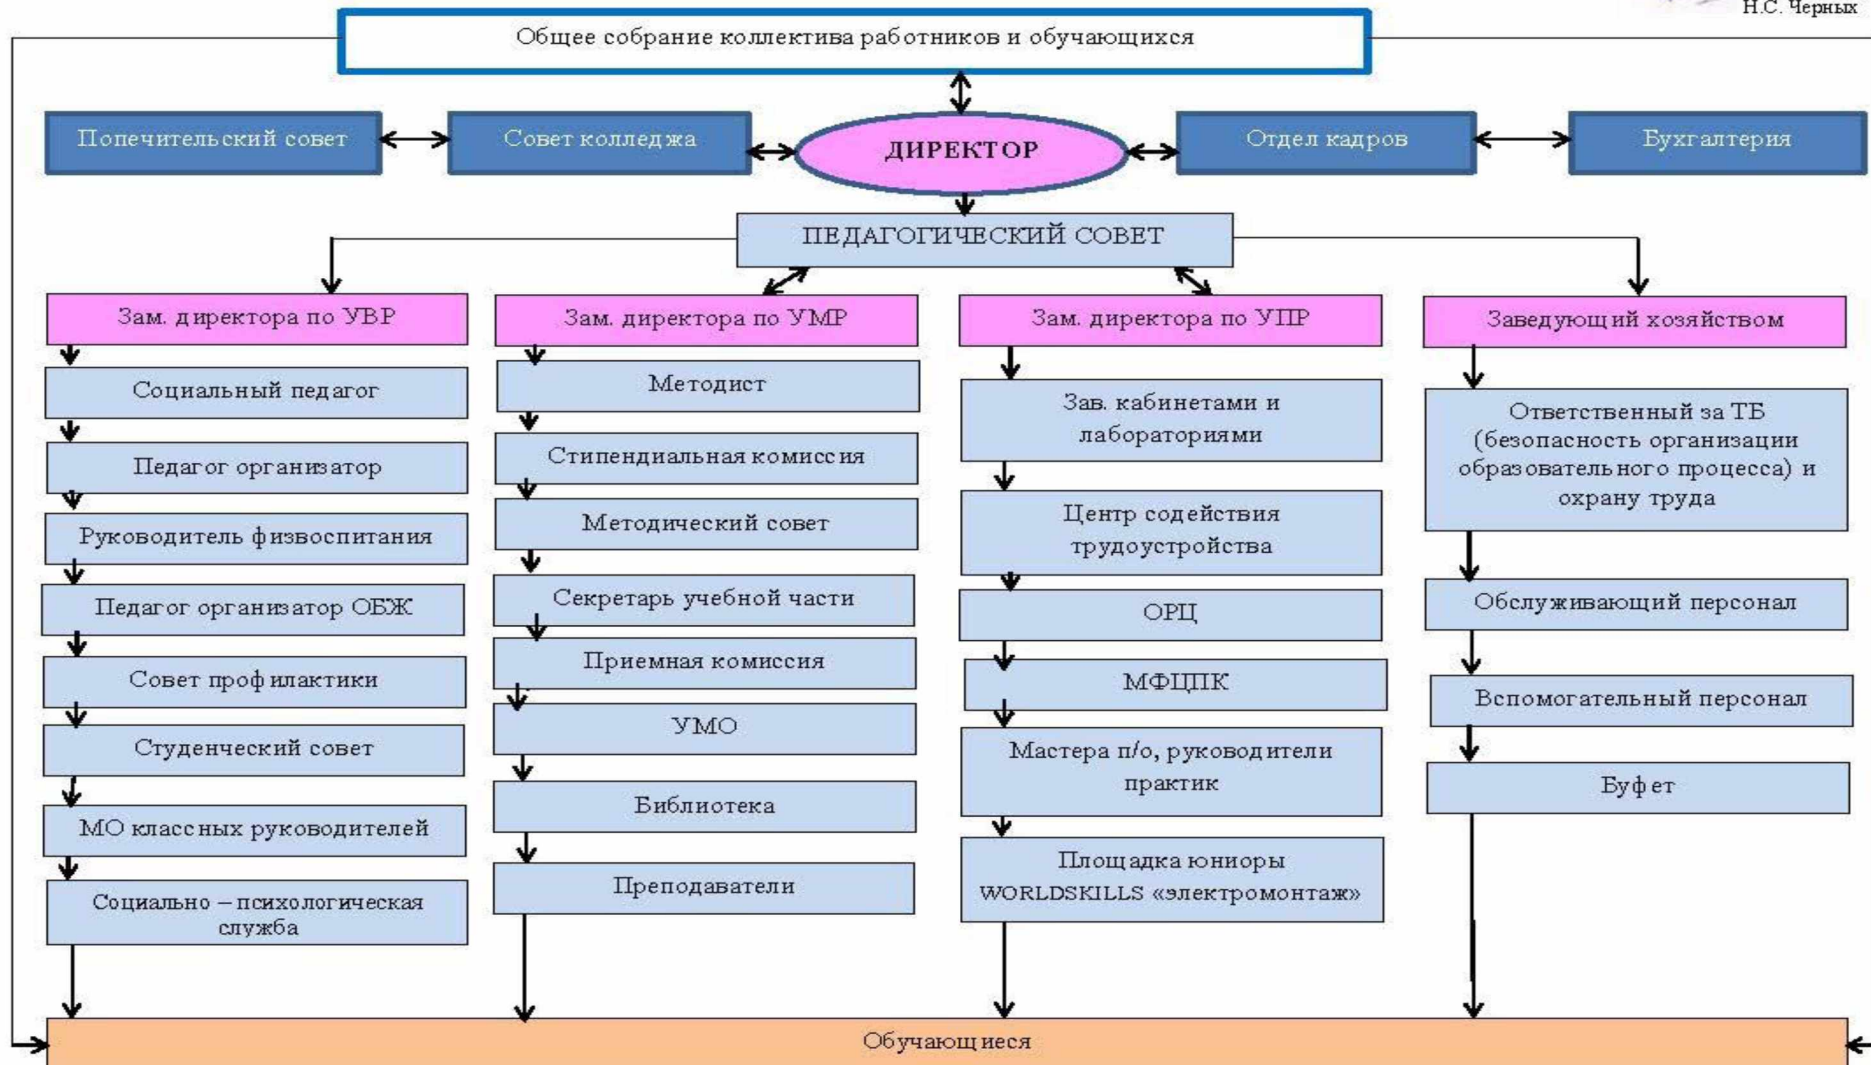 Н.С. Черных
Общее собрание коллектива работников и обучающихся
Попечительский совет
Совет колледжа
ДИРЕКТОР
Отдел кадров
Бухгалтерия
ПЕДАГОГИЧЕСКИЙ СОВЕТ
Зам. директора по УВР
Социальный педагог
Педагог организатор
Руководитель физвоспитания
Педагог организатор ОБЖ
Совет профилактики
Студенческий совет
МО классных руководителей
Социально – психологическая
служба
Зам. директора по УМР
Методист
Стипендиальная комиссия
Методический совет
Секретарь учебной части
Приемная комиссия
УМО
Библиотека
Преподаватели
Зам. директора по УПР
Зав. кабинетами и
лабораториями
Центр содействия
трудоустройства
ОРЦ
МФЦПК
Мастера п/о, руководители
практик
Площадка юниоры
WORLDSKILLS «электромонтаж»
Заведующий хозяйством
Ответственный за ТБ
(безопасность организации
образовательного процесса) и
охрану труда
Обслуживающий персонал
Вспомогательный персонал
Буфет
Обучающиеся